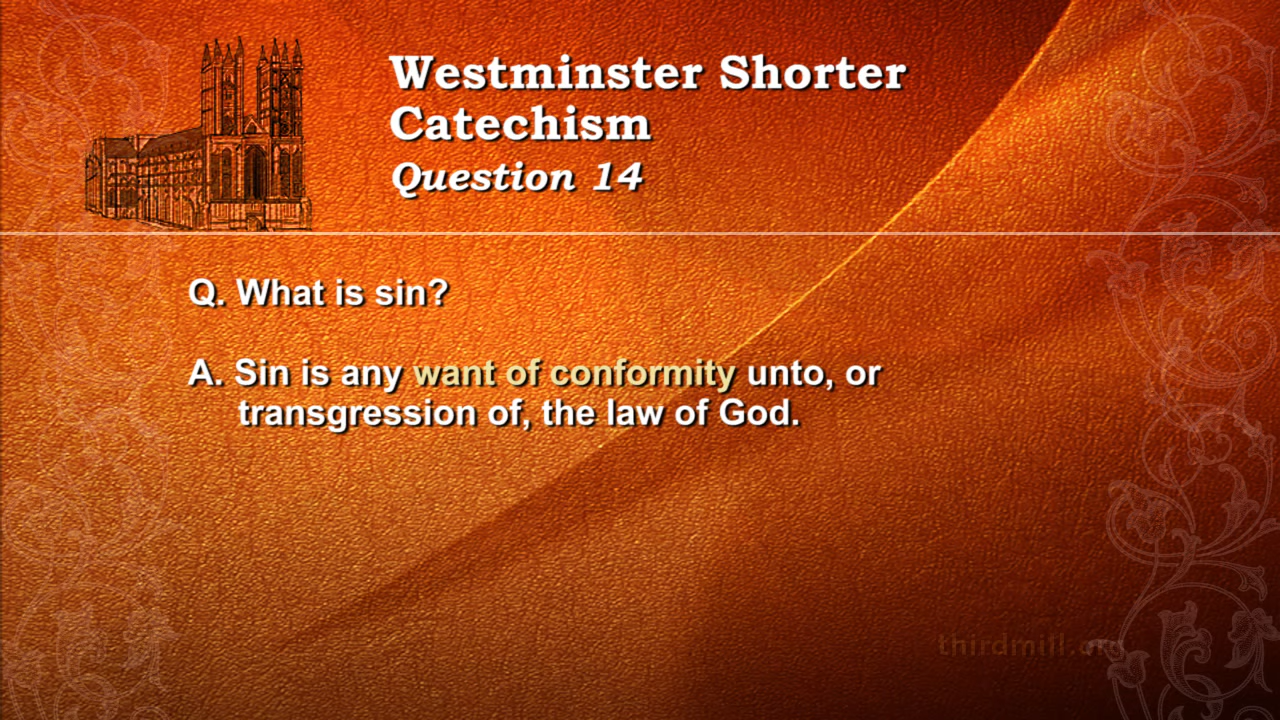 Westminster Shorter
Catechism
Question 14
Q. What is sin?
A. Sin is any want of conformity unto, or
transgression of, the law of God.
thirdmill.org